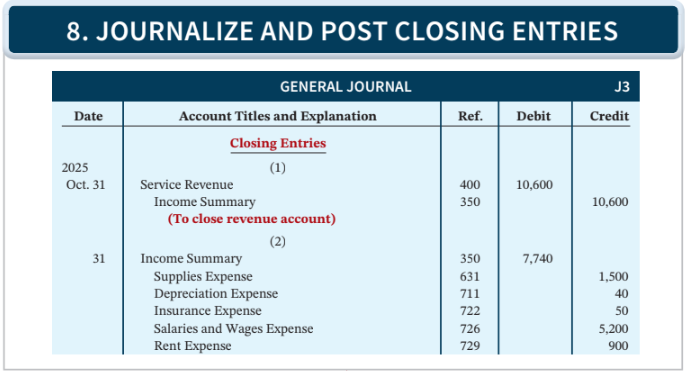 8. JOURNALIZE AND POST CLOSING ENTRIES
GENERAL JOURNAL J3
Date Account Titles and Explanation Ref. Debit Credit
Closing Entries
2025 (1)
Oct. 31 Service Revenue 400 10,600
Income Summary 350 10,600
(To close revenue account)
(2)
31 Income Summary 350 7,740
Supplies Expense 631 1,500
Depreciation Expense 711 40
Insurance Expense 722 50
Salaries and Wages Expense 726 5,200
Rent Expense 729 900